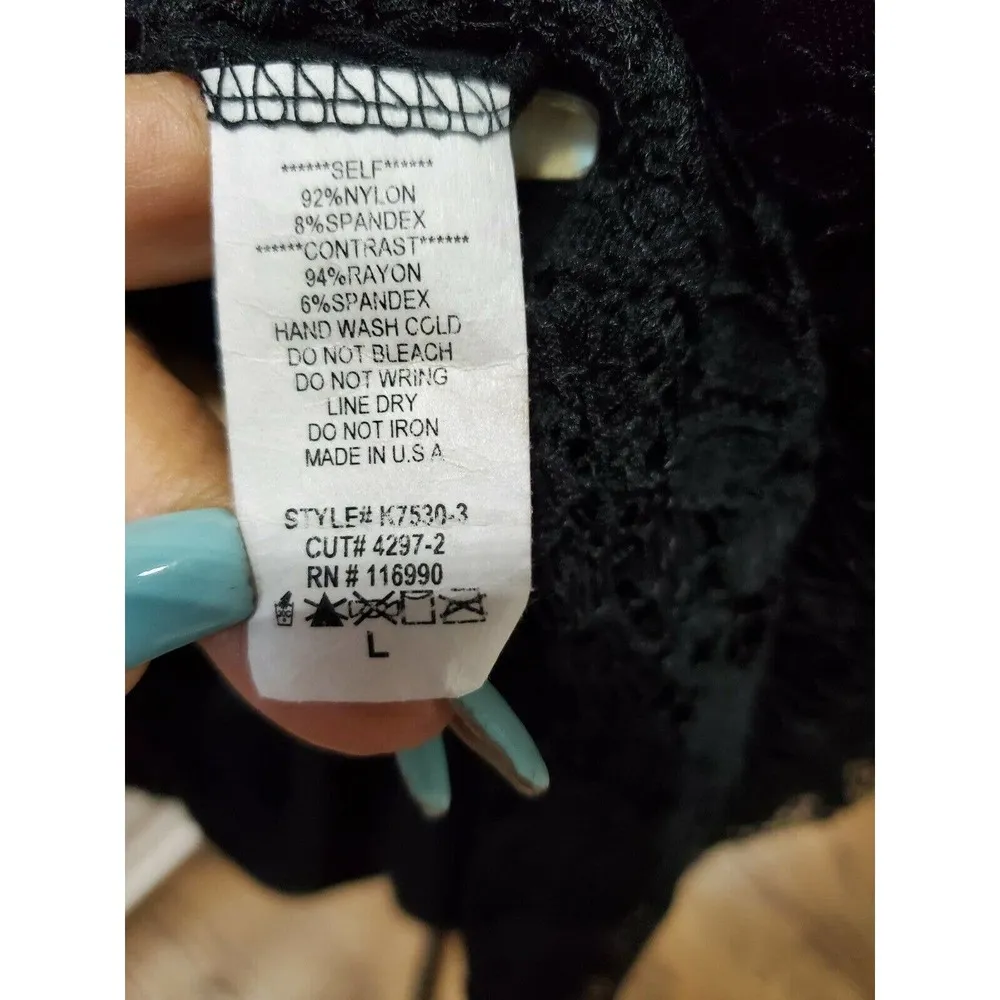 ******SELF******
92%NYLON
8%SPANDEX
******CONTRAST******
94%RAYON
6%SPANDEX
HAND WASH COLD
DO NOT BLEACH
DO NOT WRING
LINE DRY
DO NOT IRON
MADE IN U.S A
STYLE# K7530-3
CUT# 4297-2
RN # 116990
L